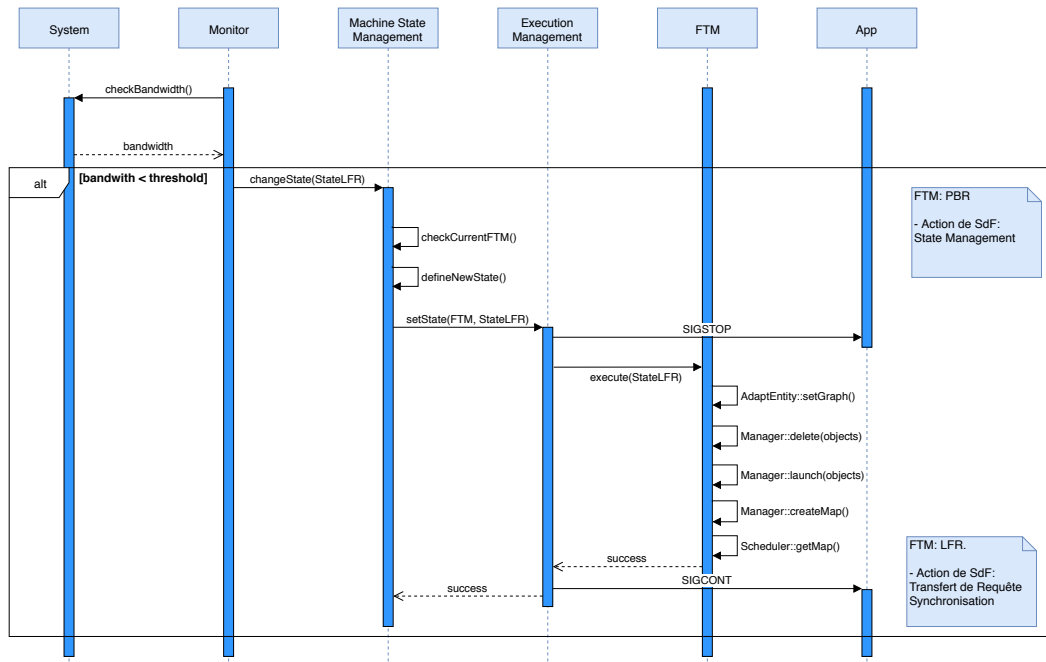 System
Monitor
Machine State
Management
Execution
Management
FTM
App
checkBandwidth()
bandwidth
alt
[bandwith < threshold]
changeState(StateLFR)
FTM: PBR
- Action de SdF:
State Management
checkCurrentFTM()
defineNewState()
setState(FTM, StateLFR)
SIGSTOP
execute(StateLFR)
AdaptEntity::setGraph()
Manager::delete(objects)
Manager::launch(objects)
Manager::createMap()
Scheduler::getMap()
FTM: LFR.
- Action de SdF:
Transfert de Requête
Synchronisation
success
SIGCONT
success